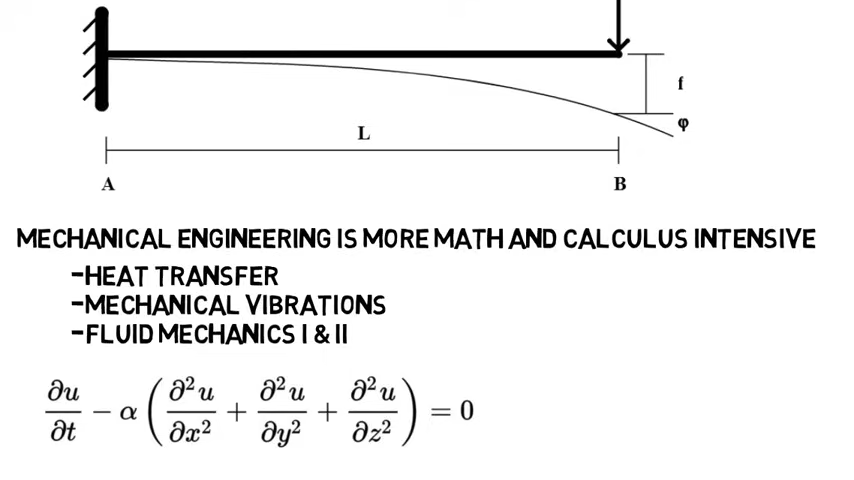 f
φ
L
A B
MECHANICAL ENGINEERING IS MORE MATH AND CALCULUS INTENSIVE
-HEAT TRANSFER
-MECHANICAL VIBRATIONS
-FLUID MECHANICS I & II
∂u/∂t − α(∂²u/∂x² + ∂²u/∂y² + ∂²u/∂z²) = 0